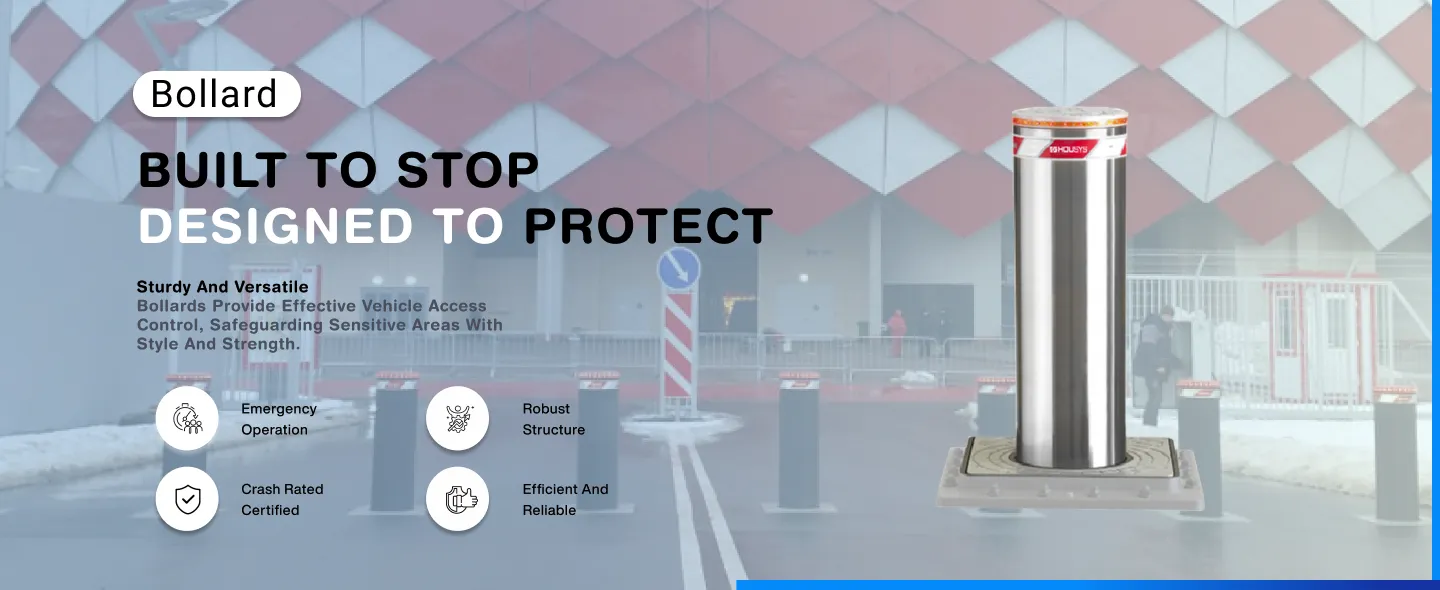 Bollard
BUILT TO STOP
DESIGNED TO PROTECT
Sturdy And Versatile
Bollards Provide Effective Vehicle Access
Control, Safeguarding Sensitive Areas With
Style And Strength.
Emergency
Operation
Robust
Structure
Crash Rated
Certified
Efficient And
Reliable
HOUSYS